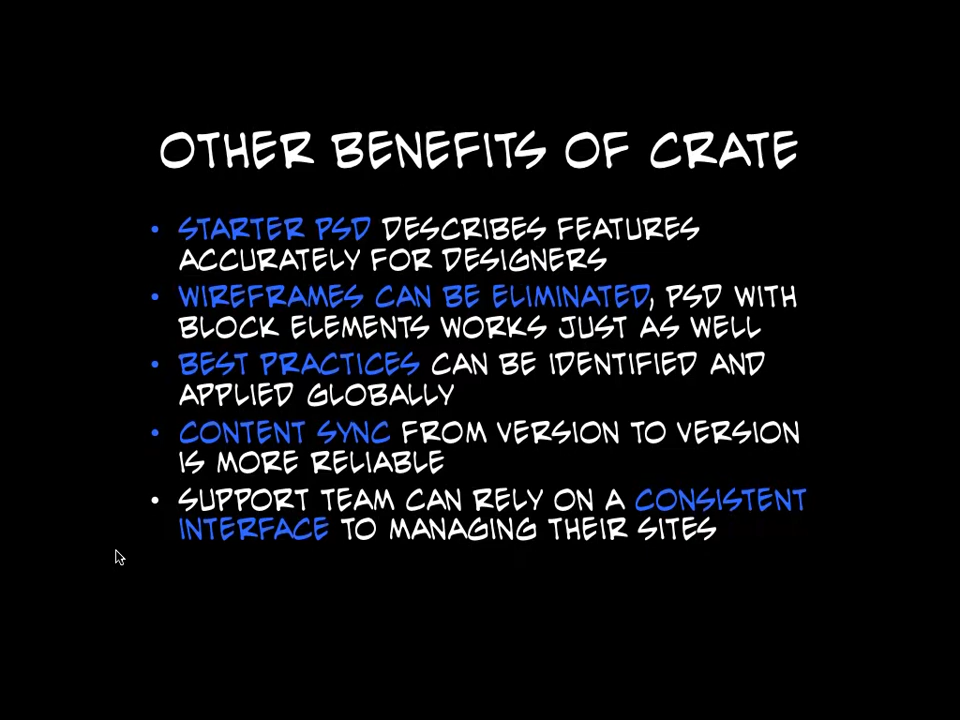 OTHER BENEFITS OF CRATE
• STARTER PSD DESCRIBES FEATURES
ACCURATELY FOR DESIGNERS
• WIREFRAMES CAN BE ELIMINATED, PSD WITH
BLOCK ELEMENTS WORKS JUST AS WELL
• BEST PRACTICES CAN BE IDENTIFIED AND
APPLIED GLOBALLY
• CONTENT SYNC FROM VERSION TO VERSION
IS MORE RELIABLE
• SUPPORT TEAM CAN RELY ON A CONSISTENT
INTERFACE TO MANAGING THEIR SITES